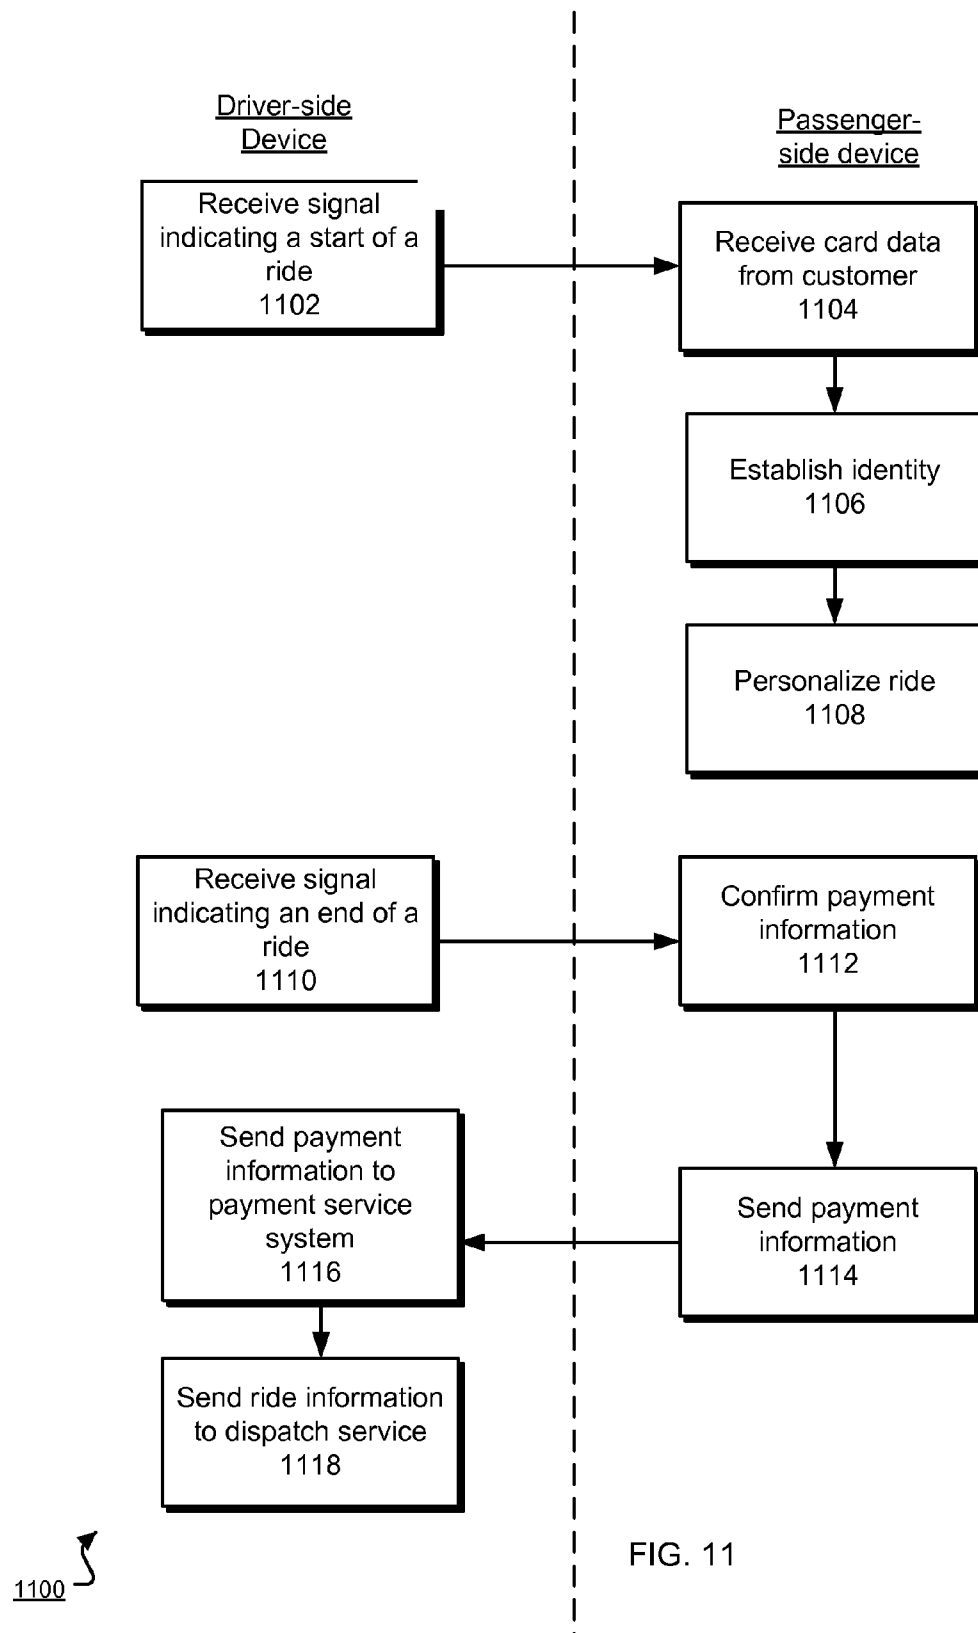 Driver-side
Device
Passenger-
side device
Receive signal
indicating a start of a
ride
1102
Receive card data
from customer
1104
Establish identity
1106
Personalize ride
1108
Receive signal
indicating an end of a
ride
1110
Confirm payment
information
1112
Send payment
information to
payment service
system
1116
Send payment
information
1114
Send ride information
to dispatch service
1118
FIG. 11
1100